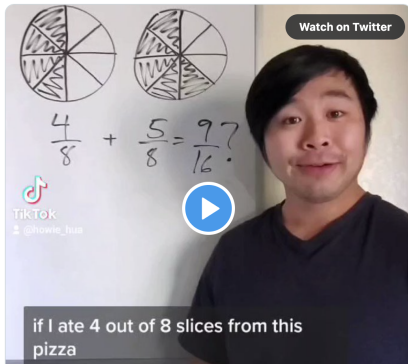 Watch on Twitter
4/8 + 5/8 = 9/16?
TikTok
@howie_hua
if I ate 4 out of 8 slices from this
pizza